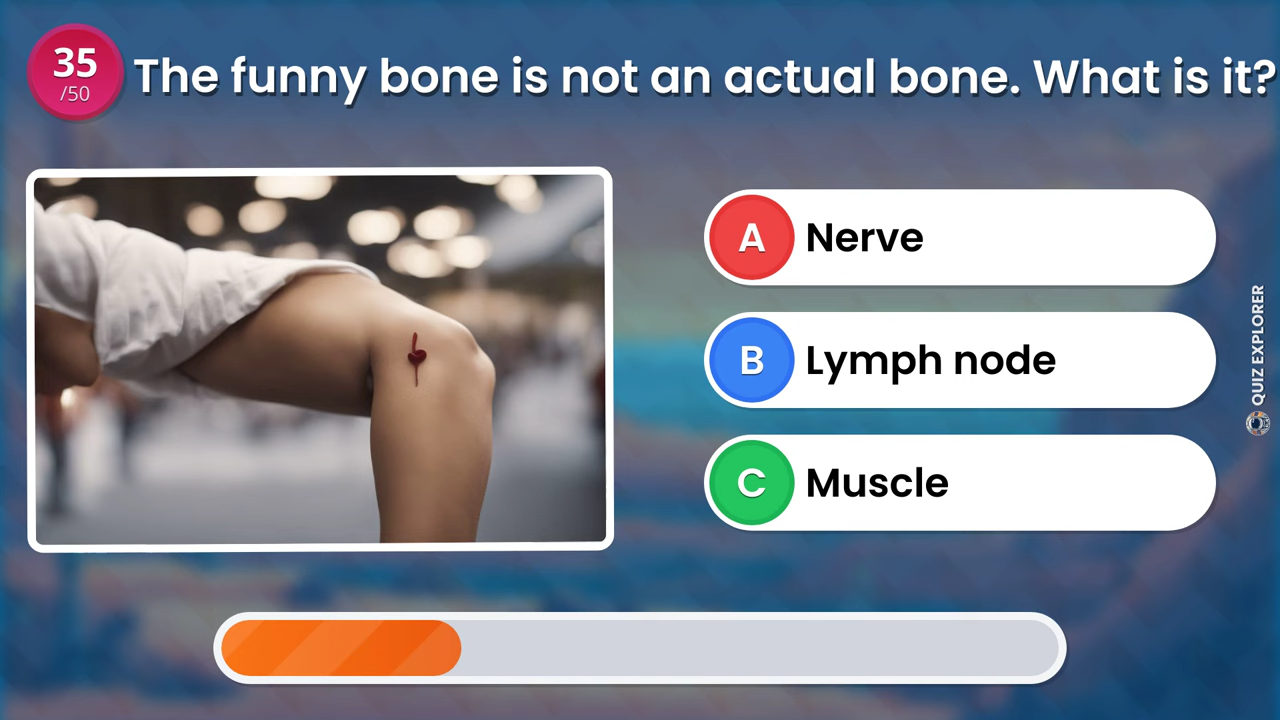 35
/50
The funny bone is not an actual bone. What is it?
A Nerve
B Lymph node
C Muscle
QUIZ EXPLORER